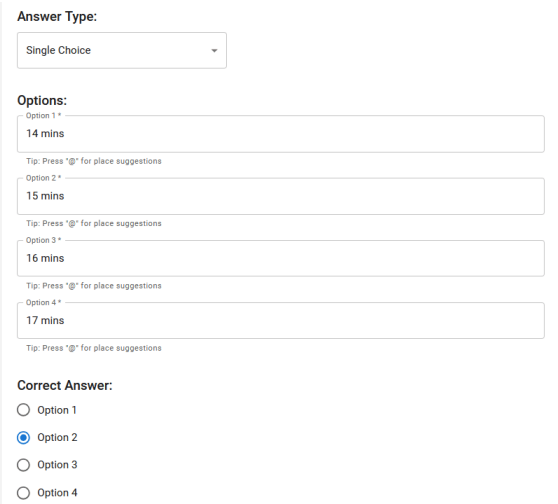 Answer Type:
Single Choice
Options:
Option 1 *
14 mins
Tip: Press "@" for place suggestions
Option 2 *
15 mins
Tip: Press "@" for place suggestions
Option 3 *
16 mins
Tip: Press "@" for place suggestions
Option 4 *
17 mins
Tip: Press "@" for place suggestions
Correct Answer:
Option 1
Option 2
Option 3
Option 4